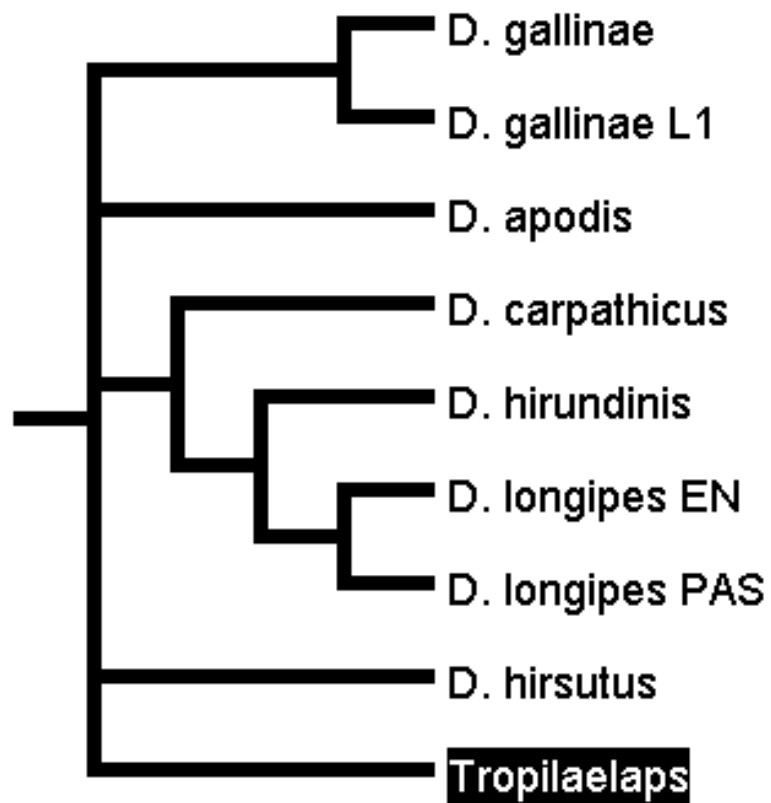 D. gallinae
D. gallinae L1
D. apodis
D. carpathicus
D. hirundinis
D. longipes EN
D. longipes PAS
D. hirsutus
Tropilaelaps